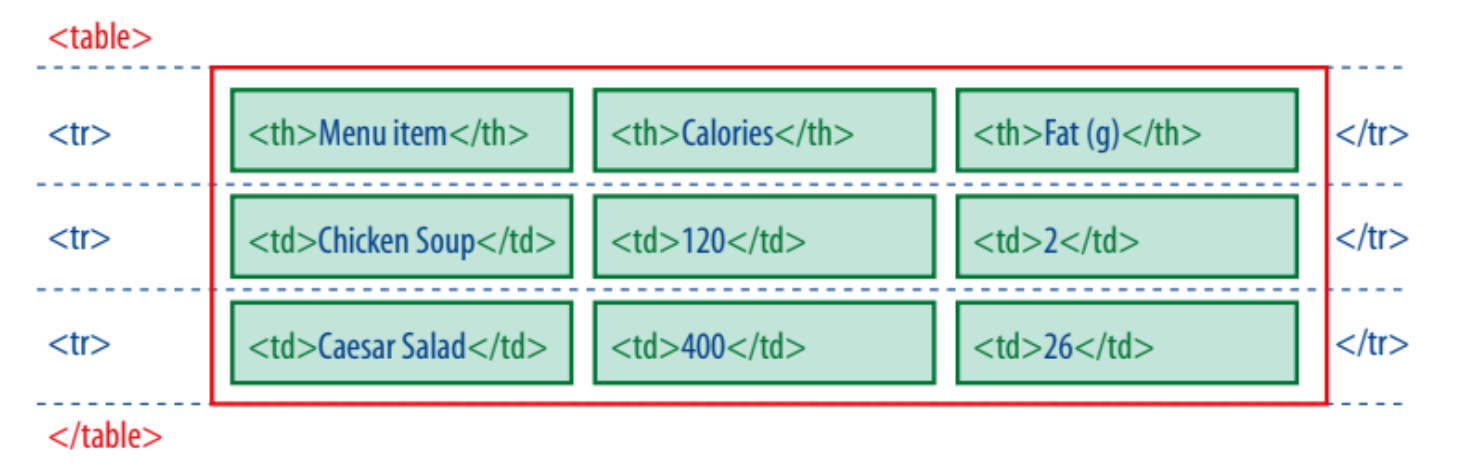 <table>
<tr> <th>Menu item</th> <th>Calories</th> <th>Fat (g)</th> </tr>
<tr> <td>Chicken Soup</td> <td>120</td> <td>2</td> </tr>
<tr> <td>Caesar Salad</td> <td>400</td> <td>26</td> </tr>
</table>